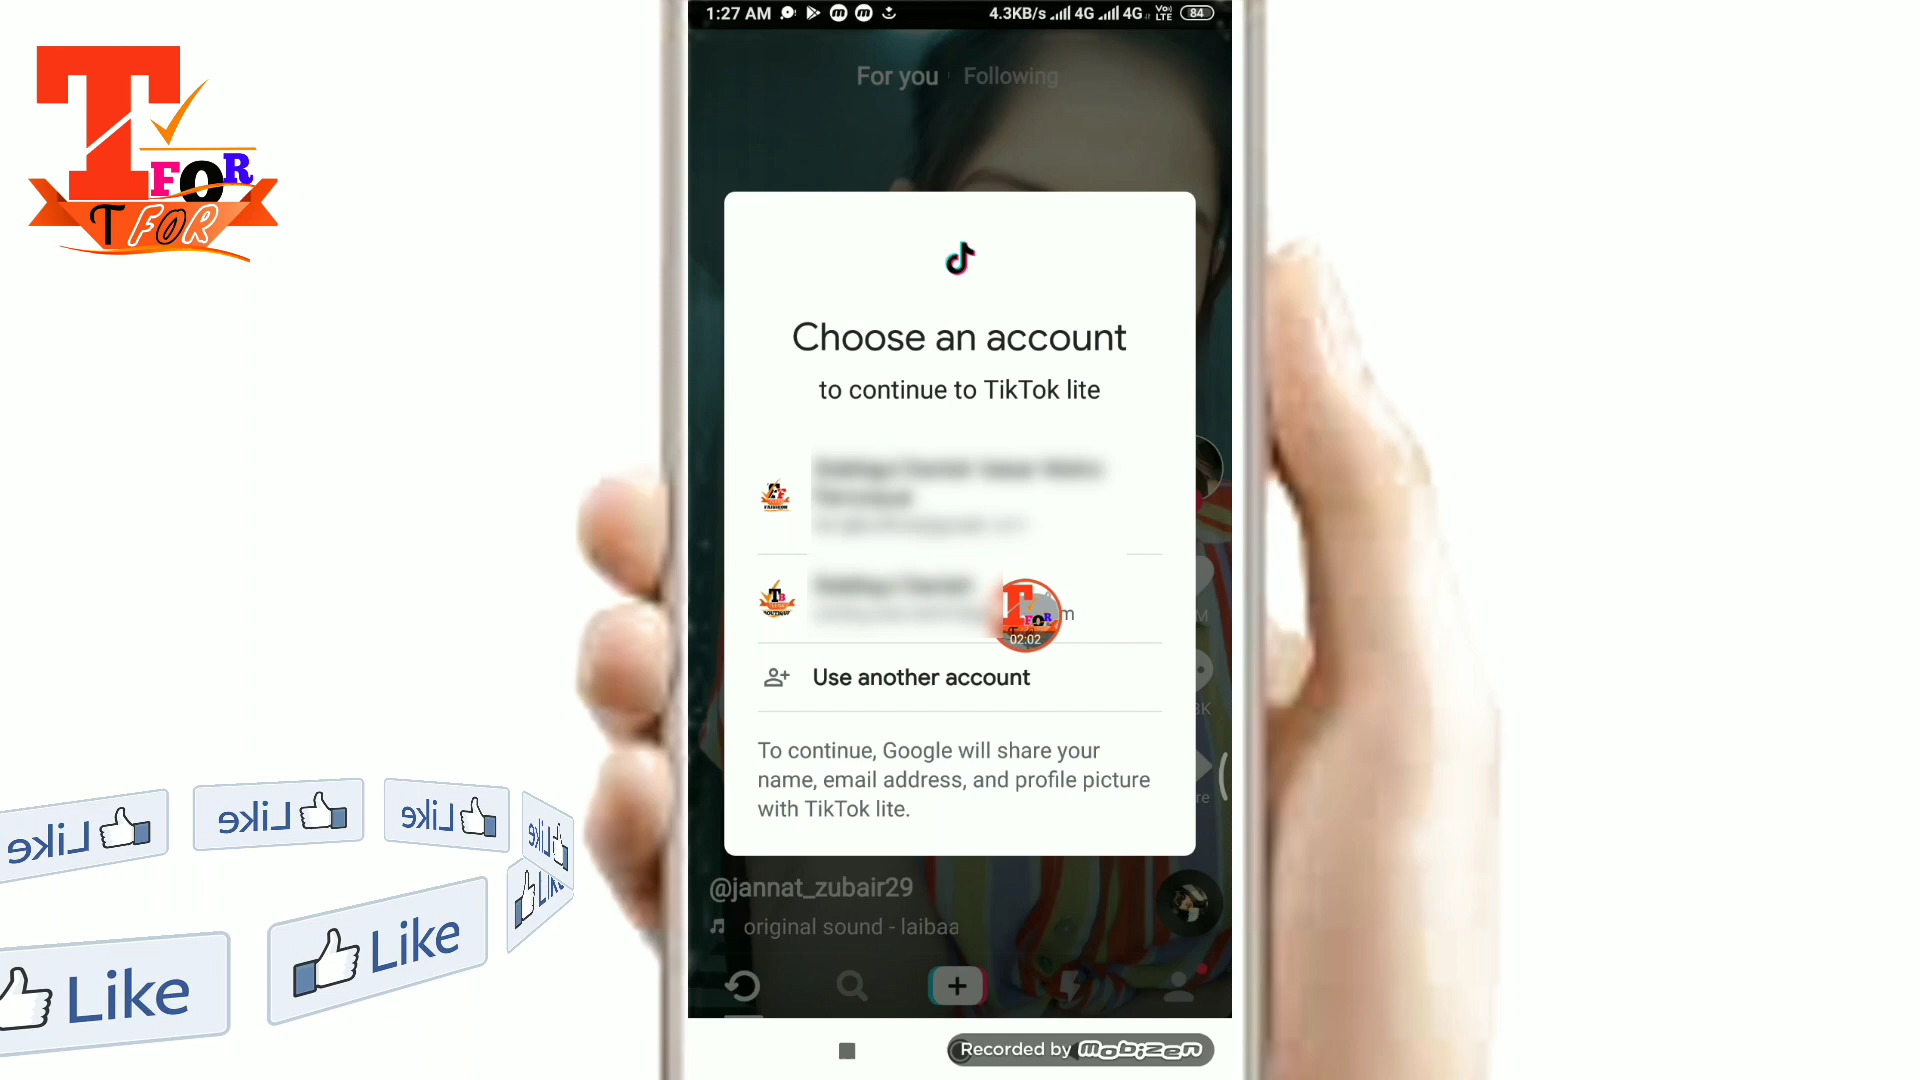 1:27 AM 4.3KB/s 4G 4G VoLTE 84
For you Following
T FOR
T FOR
Choose an account
to continue to TikTok lite
m
02:02
Use another account
To continue, Google will share your
name, email address, and profile picture
with TikTok lite.
@jannat_zubair29
original sound - laibaa
Like Like Like Like
Like Like
Recorded by mobizen